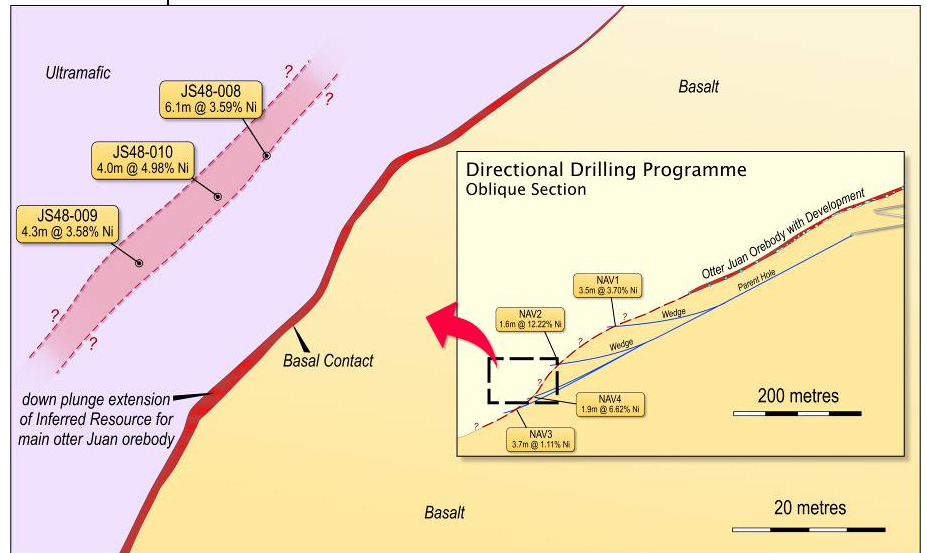 Ultramafic
?
?
JS48-008
6.1m @ 3.59% Ni
JS48-010
4.0m @ 4.98% Ni
JS48-009
4.3m @ 3.58% Ni
?
?
Basalt
Basal Contact
down plunge extension
of Inferred Resource for
main otter Juan orebody
Basalt
20 metres
Directional Drilling Programme
Oblique Section
Otter Juan Orebody with Development
Parent Hole
NAV1
3.5m @ 3.70% Ni
?
Wedge
NAV2
1.6m @ 12.22% Ni
?
Wedge
?
NAV4
1.9m @ 6.62% Ni
NAV3
3.7m @ 1.11% Ni
?
200 metres